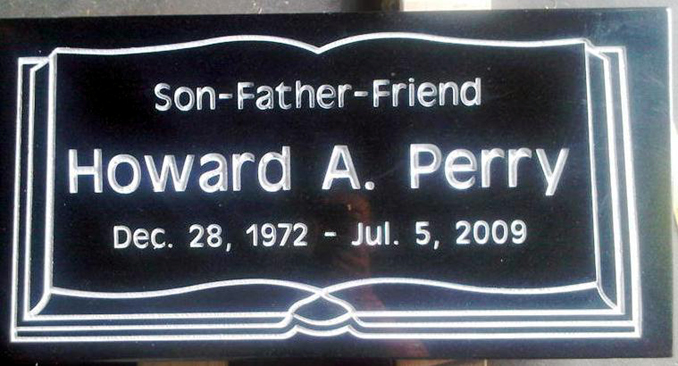 Son-Father-Friend
Howard A. Perry
Dec. 28, 1972 - Jul. 5, 2009